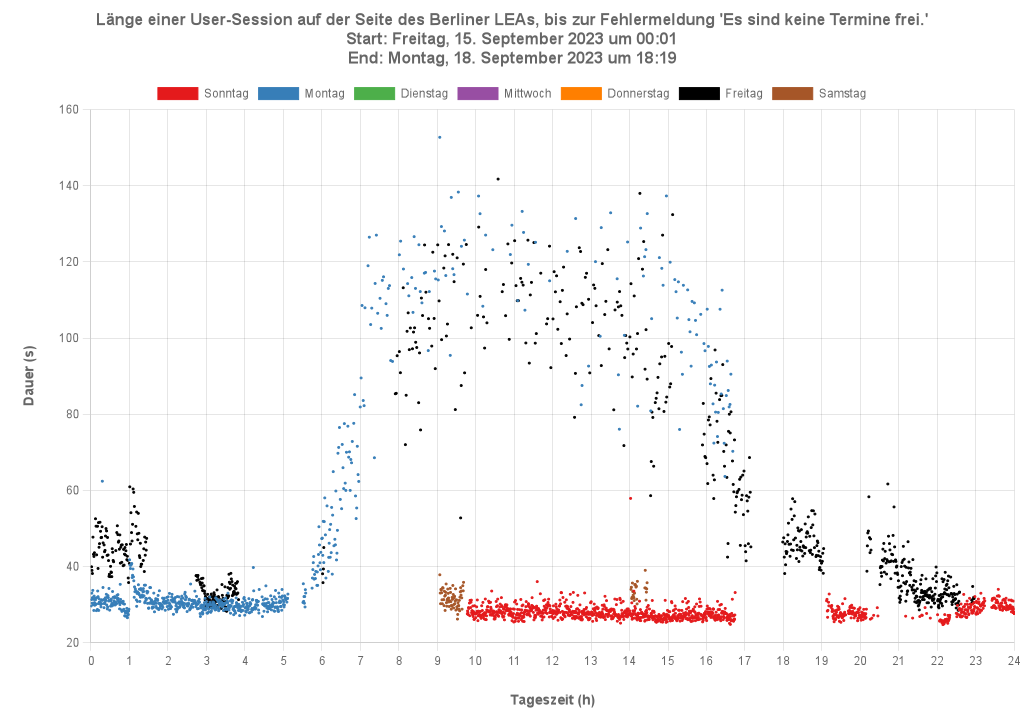 Länge einer User-Session auf der Seite des Berliner LEAs, bis zur Fehlermeldung 'Es sind keine Termine frei.'
Start: Freitag, 15. September 2023 um 00:01
End: Montag, 18. September 2023 um 18:19
Sonntag Montag Dienstag Mittwoch Donnerstag Freitag Samstag
160
140
120
100
80
60
40
20
Dauer (s)
0 1 2 3 4 5 6 7 8 9 10 11 12 13 14 15 16 17 18 19 20 21 22 23 24
Tageszeit (h)